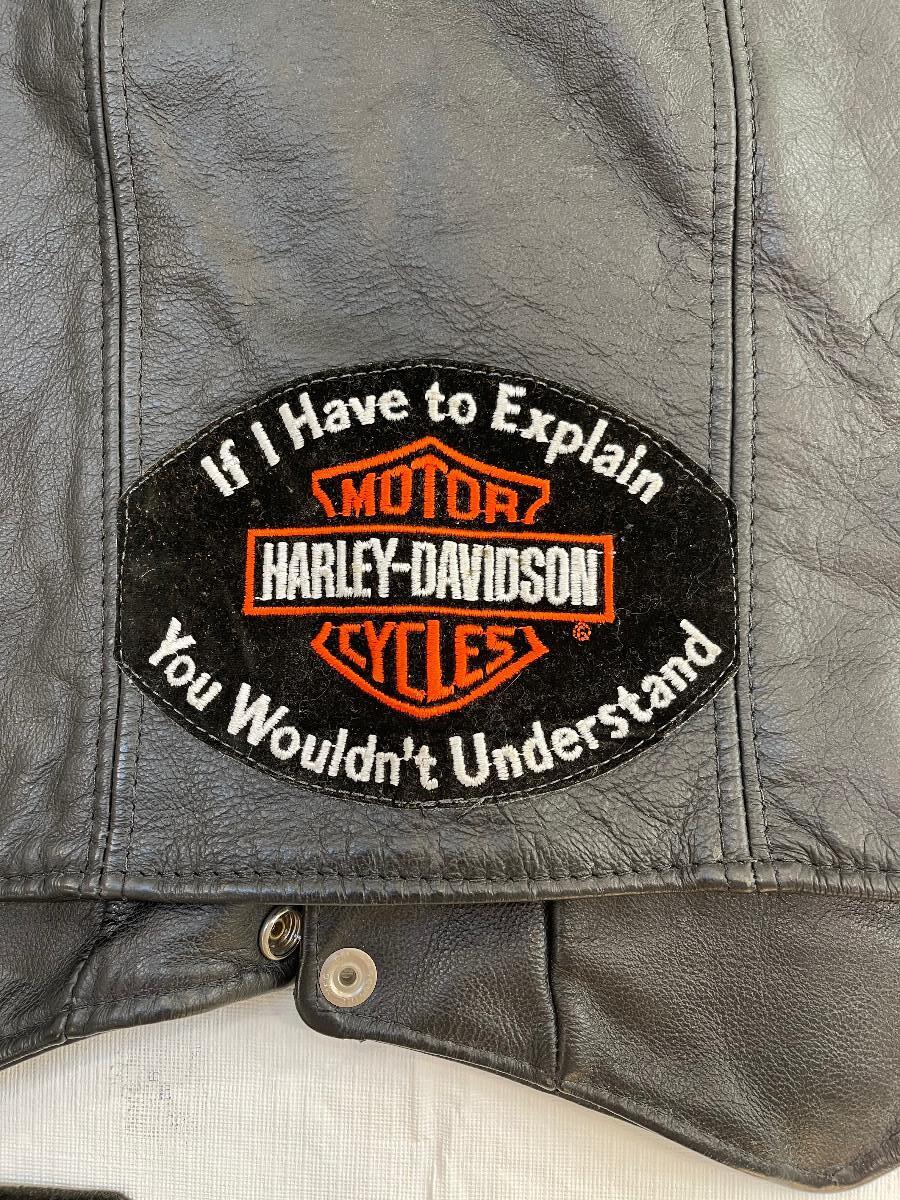 If I Have to Explain
MOTOR
HARLEY-DAVIDSON
CYCLES
®
You Wouldn't Understand